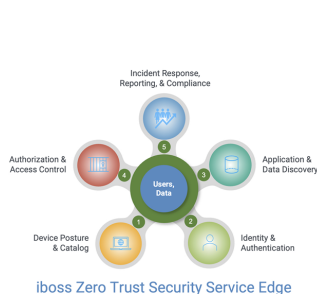 Incident Response,
Reporting, & Compliance
5
Authorization &
Access Control
4
3
Application &
Data Discovery
Users,
Data
1
2
Device Posture
& Catalog
Identity &
Authentication
iboss Zero Trust Security Service Edge